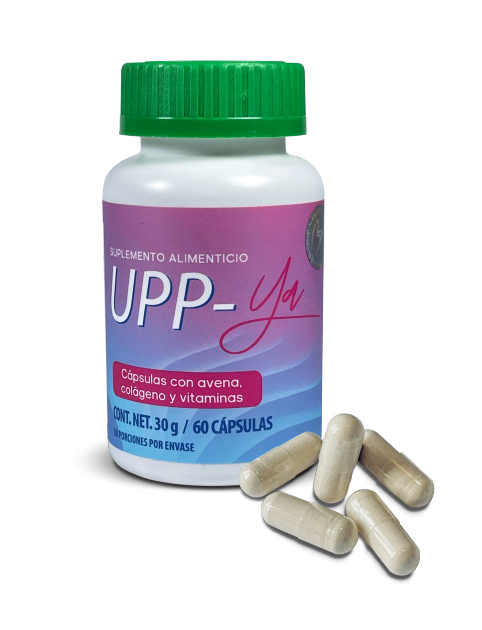 SUPLEMENTO ALIMENTICIO
UPP-Ya
Cápsulas con avena,
colágeno y vitaminas
CONT. NET. 30 g / 60 CÁPSULAS
PORCIONES POR ENVASE